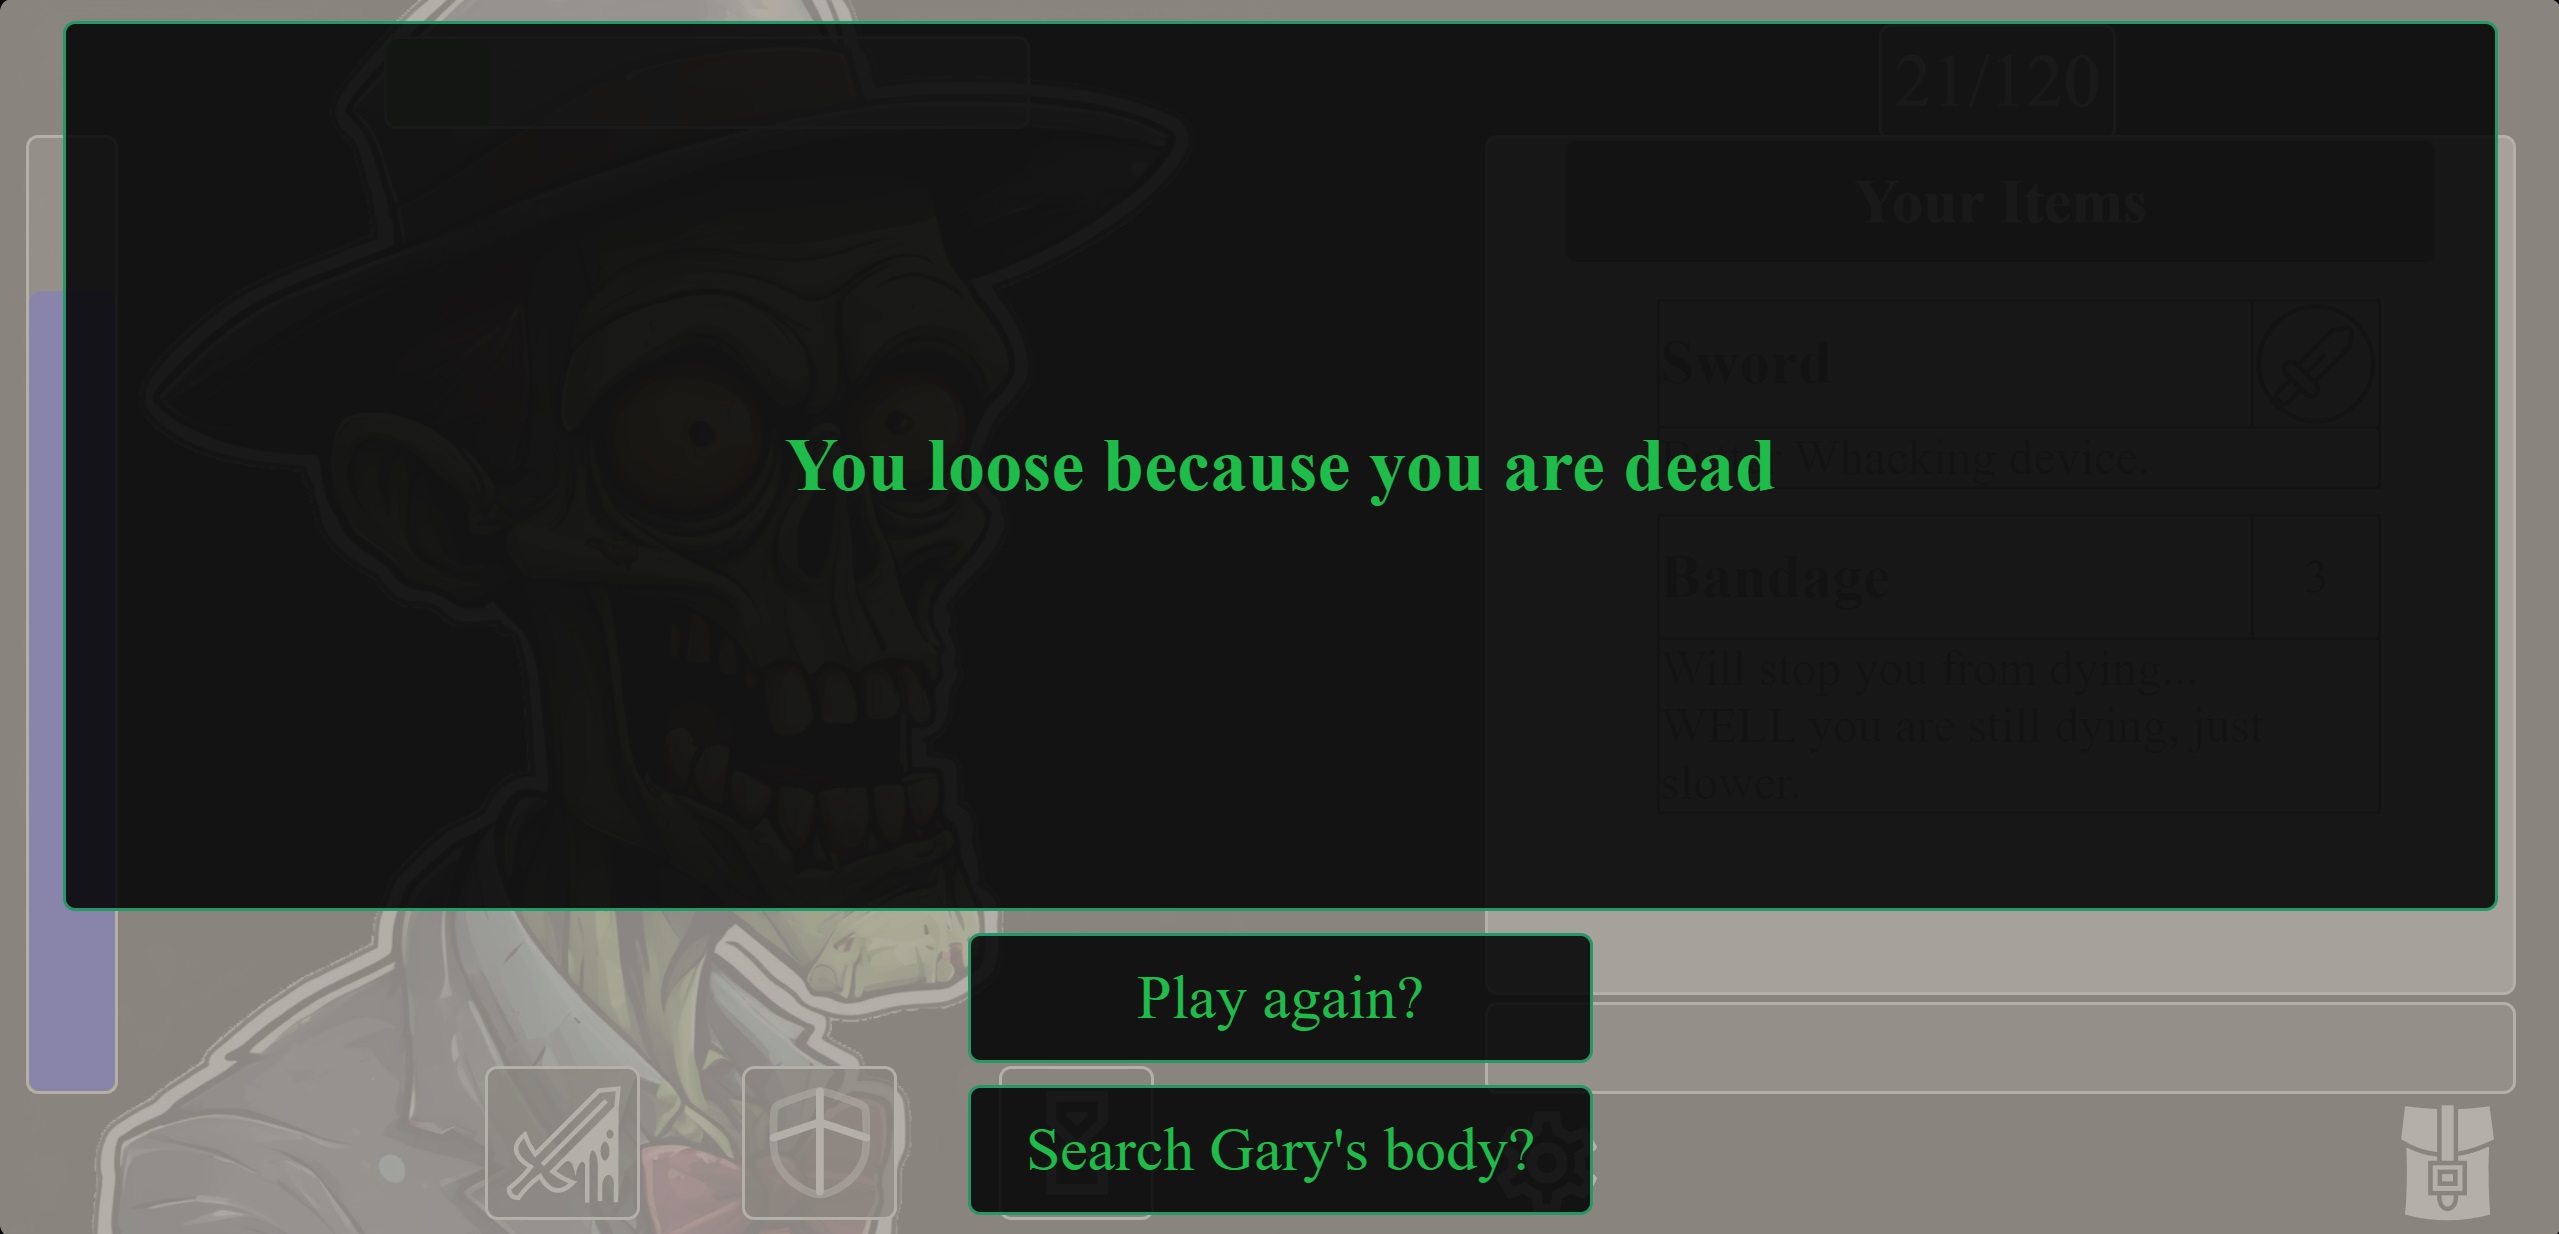 21/120
Your Items
Sword
Whacking device.
You loose because you are dead
Bandage
3
Will stop you from dying...
WELL you are still dying, just
slower.
Play again?
Search Gary's body?